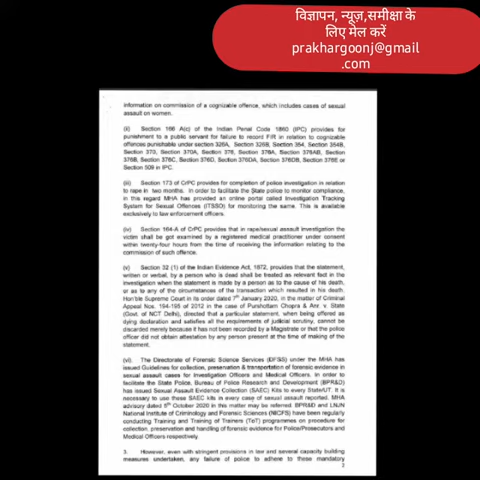 विज्ञापन, न्यूज़,समीक्षा के
लिए मेल करें
prakhargoonj@gmail
.com
information on commission of a cognizable offence, which includes cases of sexual
assault on women.
(ii) Section 166 A(c) of the Indian Penal Code 1860 (IPC) provides for
punishment to a public servant for failure to record FIR in relation to cognizable
offences punishable under section 326A, Section 326B, Section 354, Section 354B,
Section 370, Section 370A, Section 376, Section 376A, Section 376AB, Section
376B, Section 376C, Section 376D, Section 376DA, Section 376DB, Section 376E or
Section 509 in IPC.
(iii) Section 173 of CrPC provides for completion of police investigation in relation
to rape in two months. In order to facilitate the State police to monitor compliance,
in this regard MHA has provided an online portal called Investigation Tracking
System for Sexual Offences (ITSSO) for monitoring the same. This is available
exclusively to law enforcement officers.
(iv) Section 164-A of CrPC provides that in rape/sexual assault investigation the
victim shall be got examined by a registered medical practitioner under consent
within twenty-four hours from the time of receiving the information relating to the
commission of such offence.
(v) Section 32 (1) of the Indian Evidence Act, 1872, provides that the statement,
written or verbal, by a person who is dead shall be treated as relevant fact in the
investigation when the statement is made by a person as to the cause of his death,
or as to any of the circumstances of the transaction which resulted in his death.
Hon'ble Supreme Court in its order dated 7th January 2020, in the matter of Criminal
Appeal Nos. 194-195 of 2012 in the case of Purshottam Chopra & Anr. v. State
(Govt. of NCT Delhi), directed that a particular statement, when being offered as
dying declaration and satisfies all the requirements of judicial scrutiny, cannot be
discarded merely because it has not been recorded by a Magistrate or that the police
officer did not obtain attestation by any person present at the time of making of the
statement.
(vi) The Directorate of Forensic Science Services (DFSS) under the MHA has
issued Guidelines for collection, preservation & transportation of forensic evidence in
sexual assault cases for Investigation Officers and Medical Officers. In order to
facilitate the State Police, Bureau of Police Research and Development (BPR&D)
has issued Sexual Assault Evidence Collection (SAEC) Kits to every State/UT. It is
necessary to use these SAEC kits in every case of sexual assault reported. MHA
advisory dated 5th October 2020 in this matter may be referred. BPR&D and LNJN
National Institute of Criminology and Forensic Sciences (NICFS) have been regularly
conducting Training and Training of Trainers (ToT) programmes on procedure for
collection, preservation and handling of forensic evidence for Police/Prosecutors and
Medical Officers respectively.
3. However, even with stringent provisions in law and several capacity building
measures undertaken, any failure of police to adhere to these mandatory
2